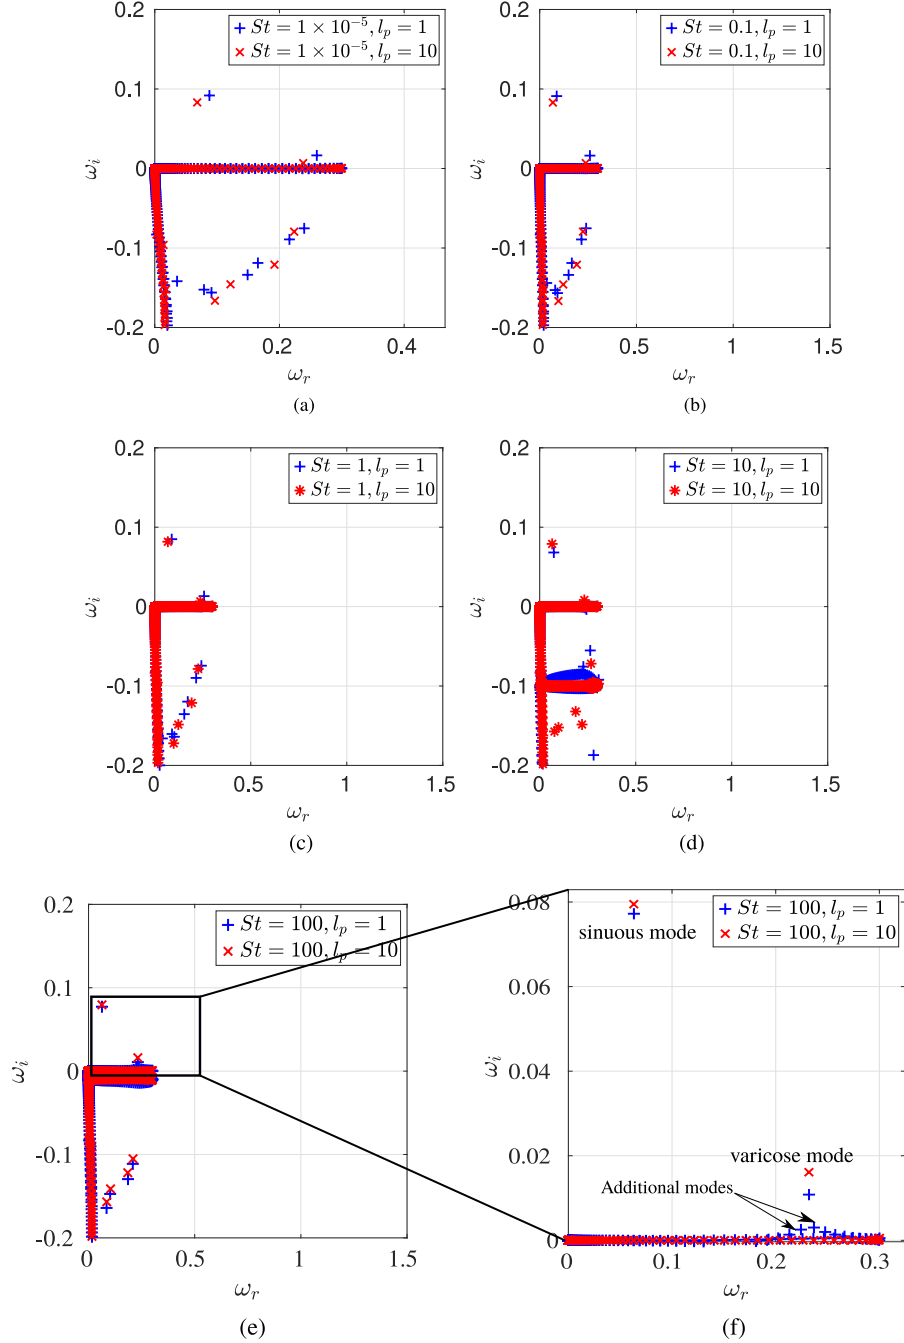 0.2
St = 1 × 10⁻⁵, l_p = 1
St = 1 × 10⁻⁵, l_p = 10
0.1
0
-0.1
-0.2
ω_i
0 0.2 0.4
ω_r
(a)
0.2
St = 0.1, l_p = 1
St = 0.1, l_p = 10
0.1
0
-0.1
-0.2
ω_i
0 0.5 1 1.5
ω_r
(b)
0.2
St = 1, l_p = 1
St = 1, l_p = 10
0.1
0
-0.1
-0.2
ω_i
0 0.5 1 1.5
ω_r
(c)
0.2
St = 10, l_p = 1
St = 10, l_p = 10
0.1
0
-0.1
-0.2
ω_i
0 0.5 1 1.5
ω_r
(d)
0.2
St = 100, l_p = 1
St = 100, l_p = 10
0.1
0
-0.1
-0.2
ω_i
0 0.5 1 1.5
ω_r
(e)
0.08
St = 100, l_p = 1
St = 100, l_p = 10
sinuous mode
0.06
0.04
0.02
0
ω_i
varicose mode
Additional modes
0 0.1 0.2 0.3
ω_r
(f)